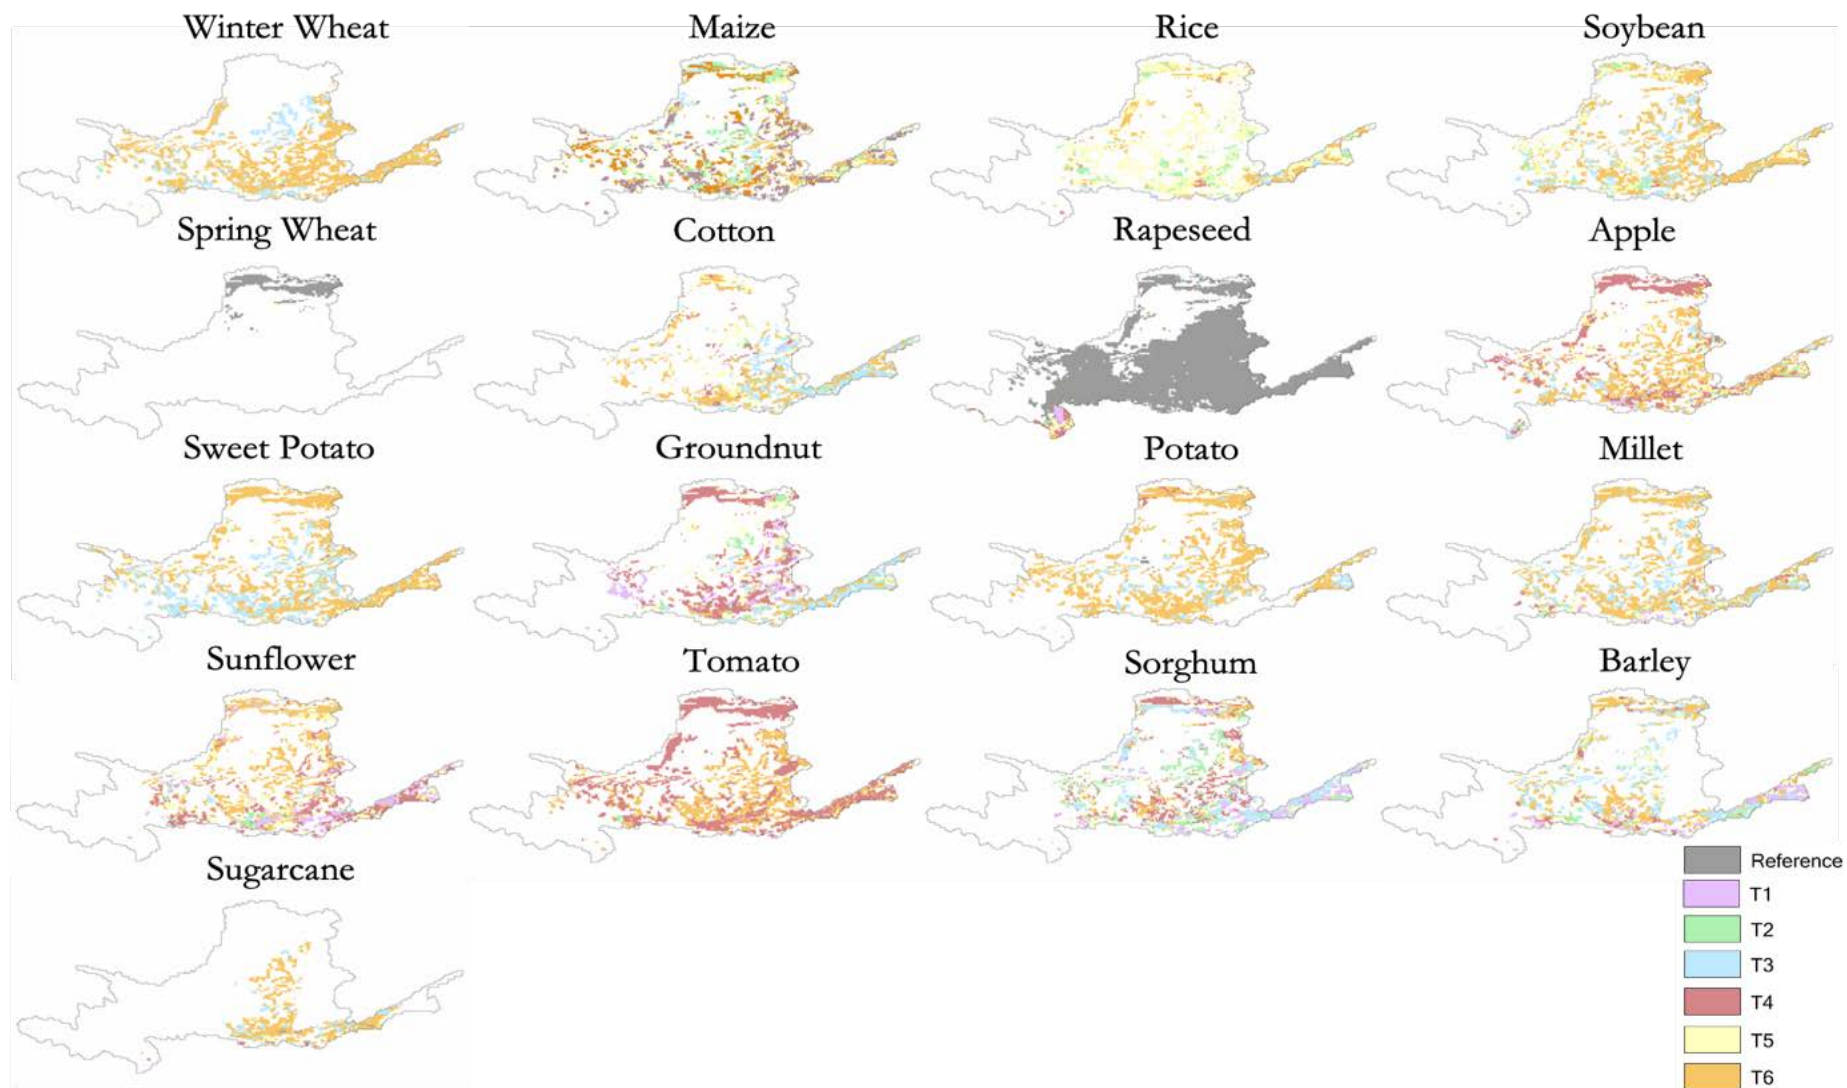 Winter Wheat
Maize
Rice
Soybean
Spring Wheat
Cotton
Rapeseed
Apple
Sweet Potato
Groundnut
Potato
Millet
Sunflower
Tomato
Sorghum
Barley
Sugarcane
Reference
T1
T2
T3
T4
T5
T6